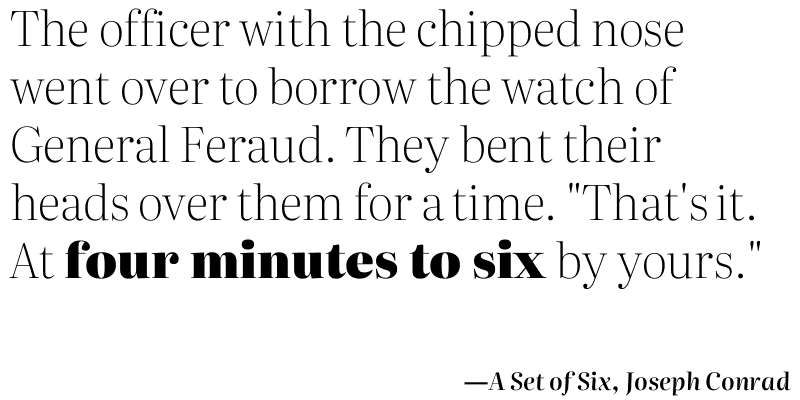 The officer with the chipped nose
went over to borrow the watch of
General Feraud. They bent their
heads over them for a time. "That's it.
At four minutes to six by yours."
—A Set of Six, Joseph Conrad